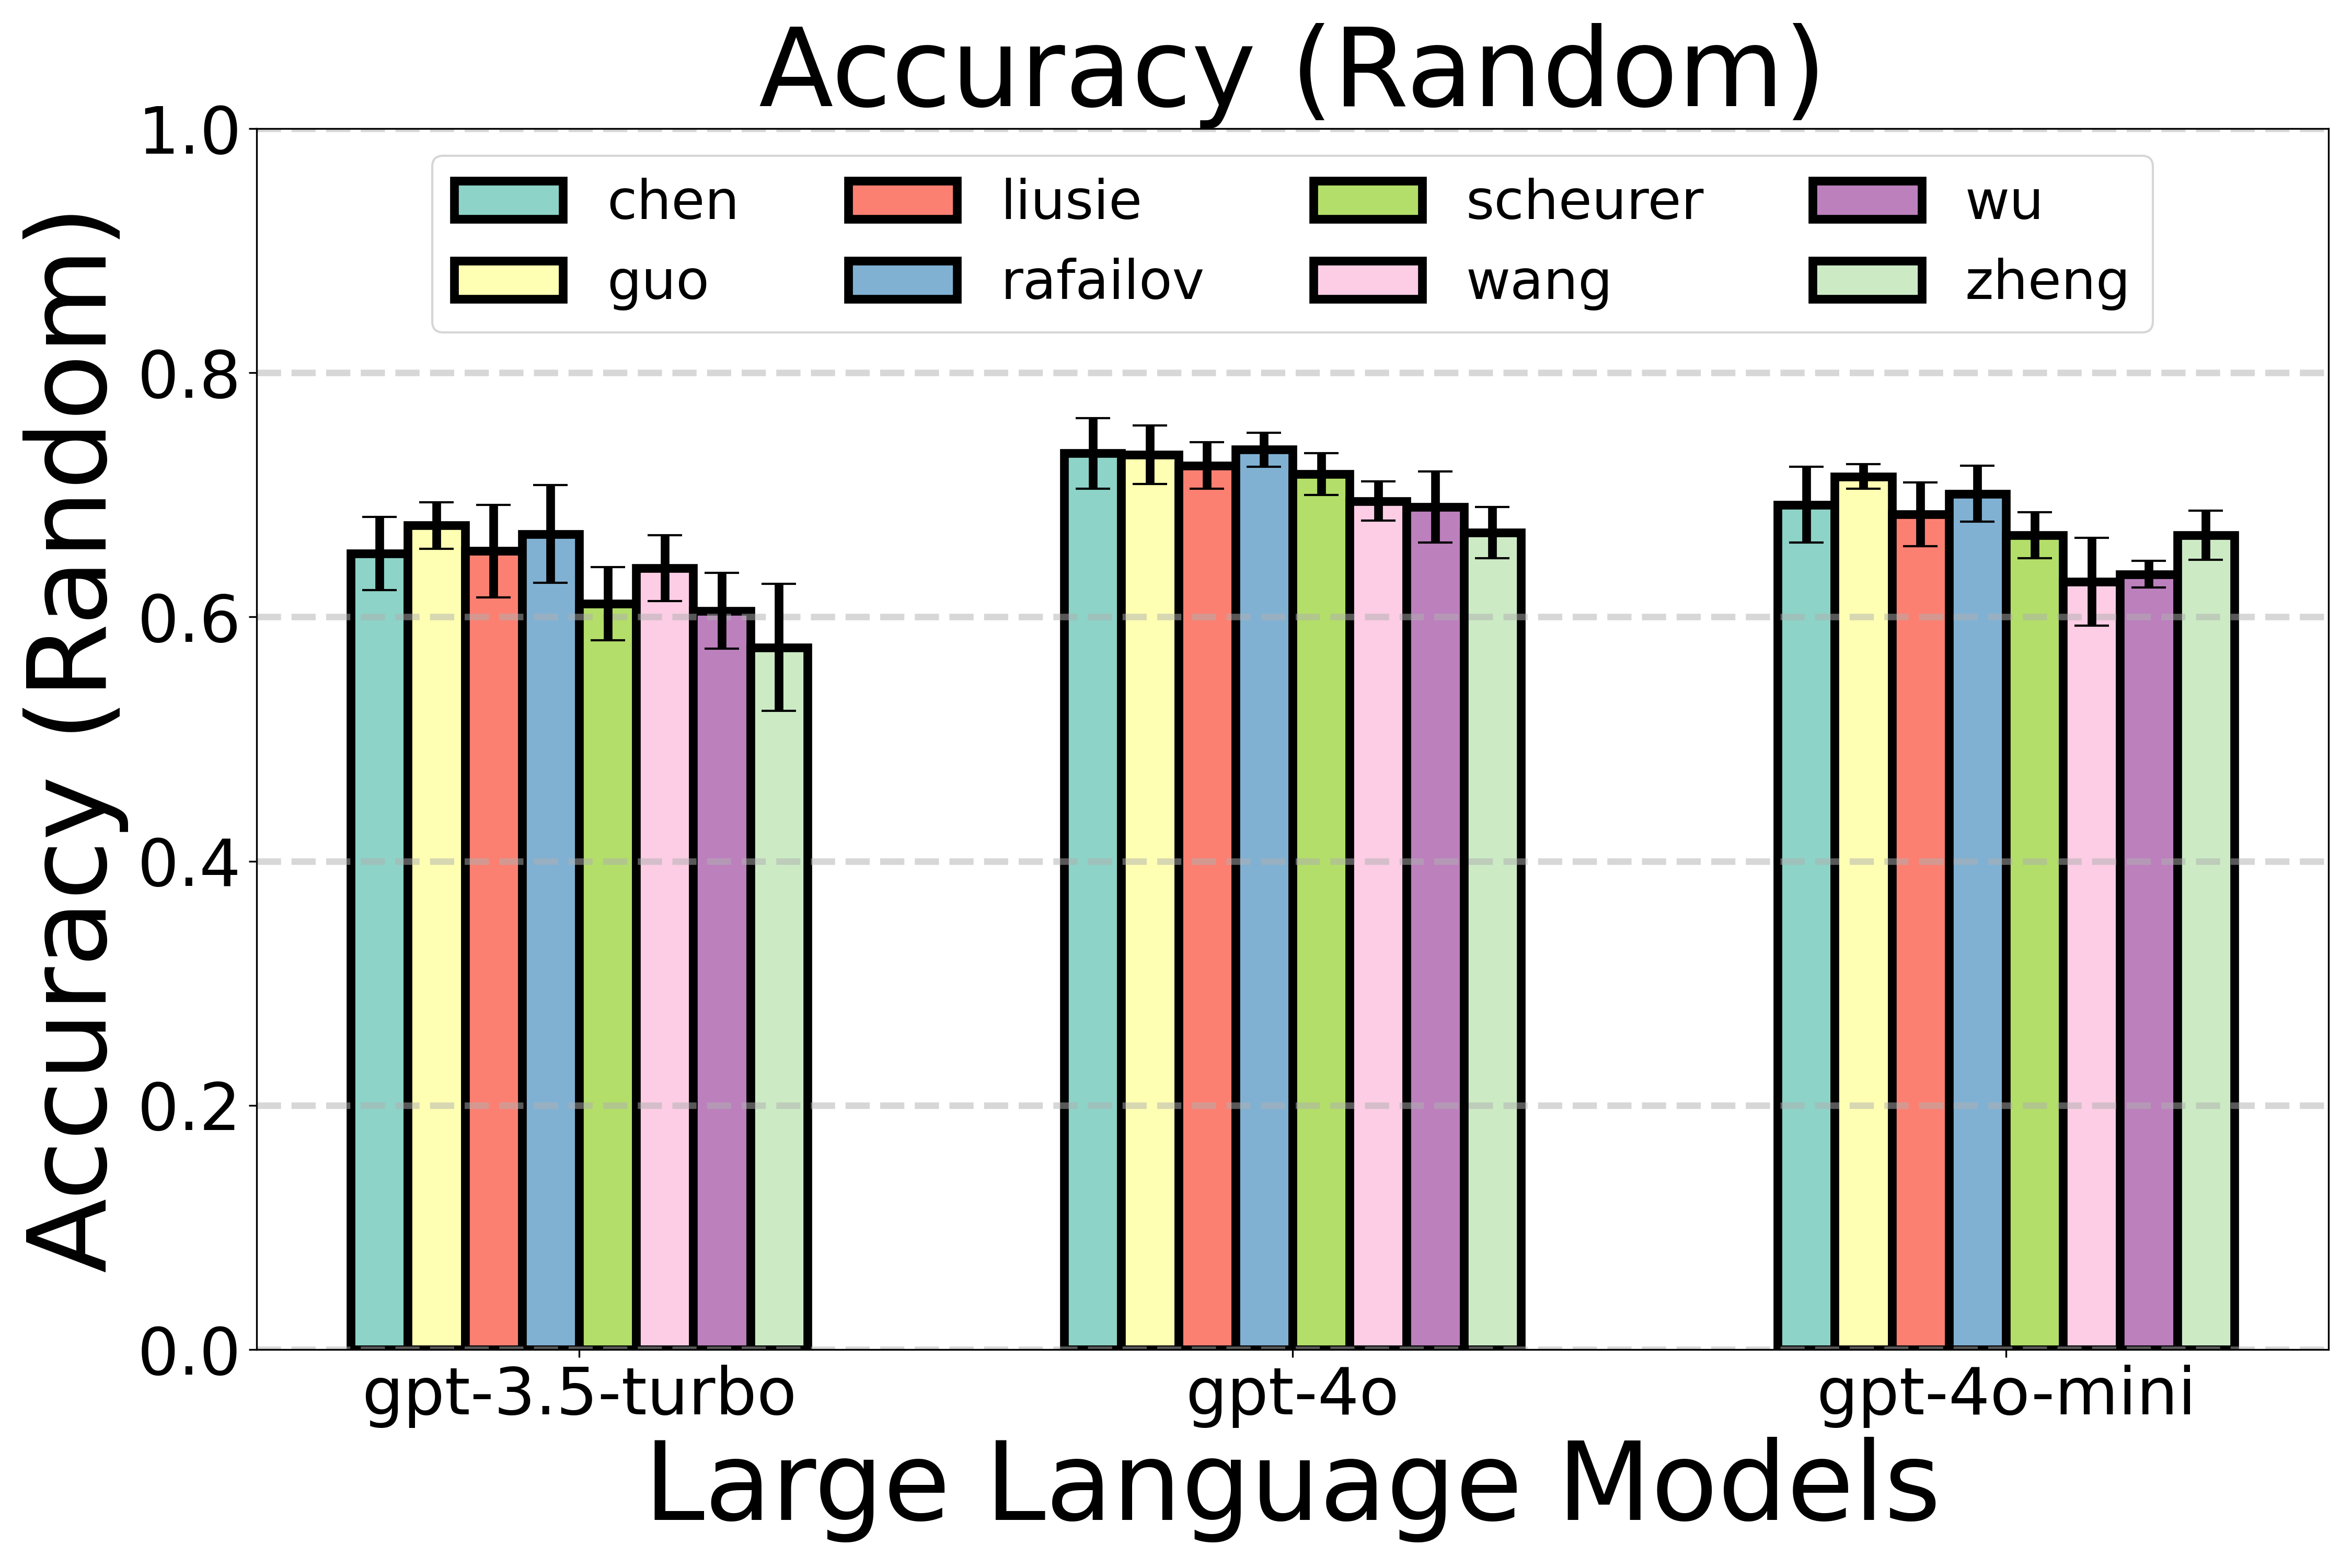 Accuracy (Random)
Accuracy (Random)
1.0
0.8
0.6
0.4
0.2
0.0
chen liusie scheurer wu
guo rafailov wang zheng
gpt-3.5-turbo gpt-4o gpt-4o-mini
Large Language Models